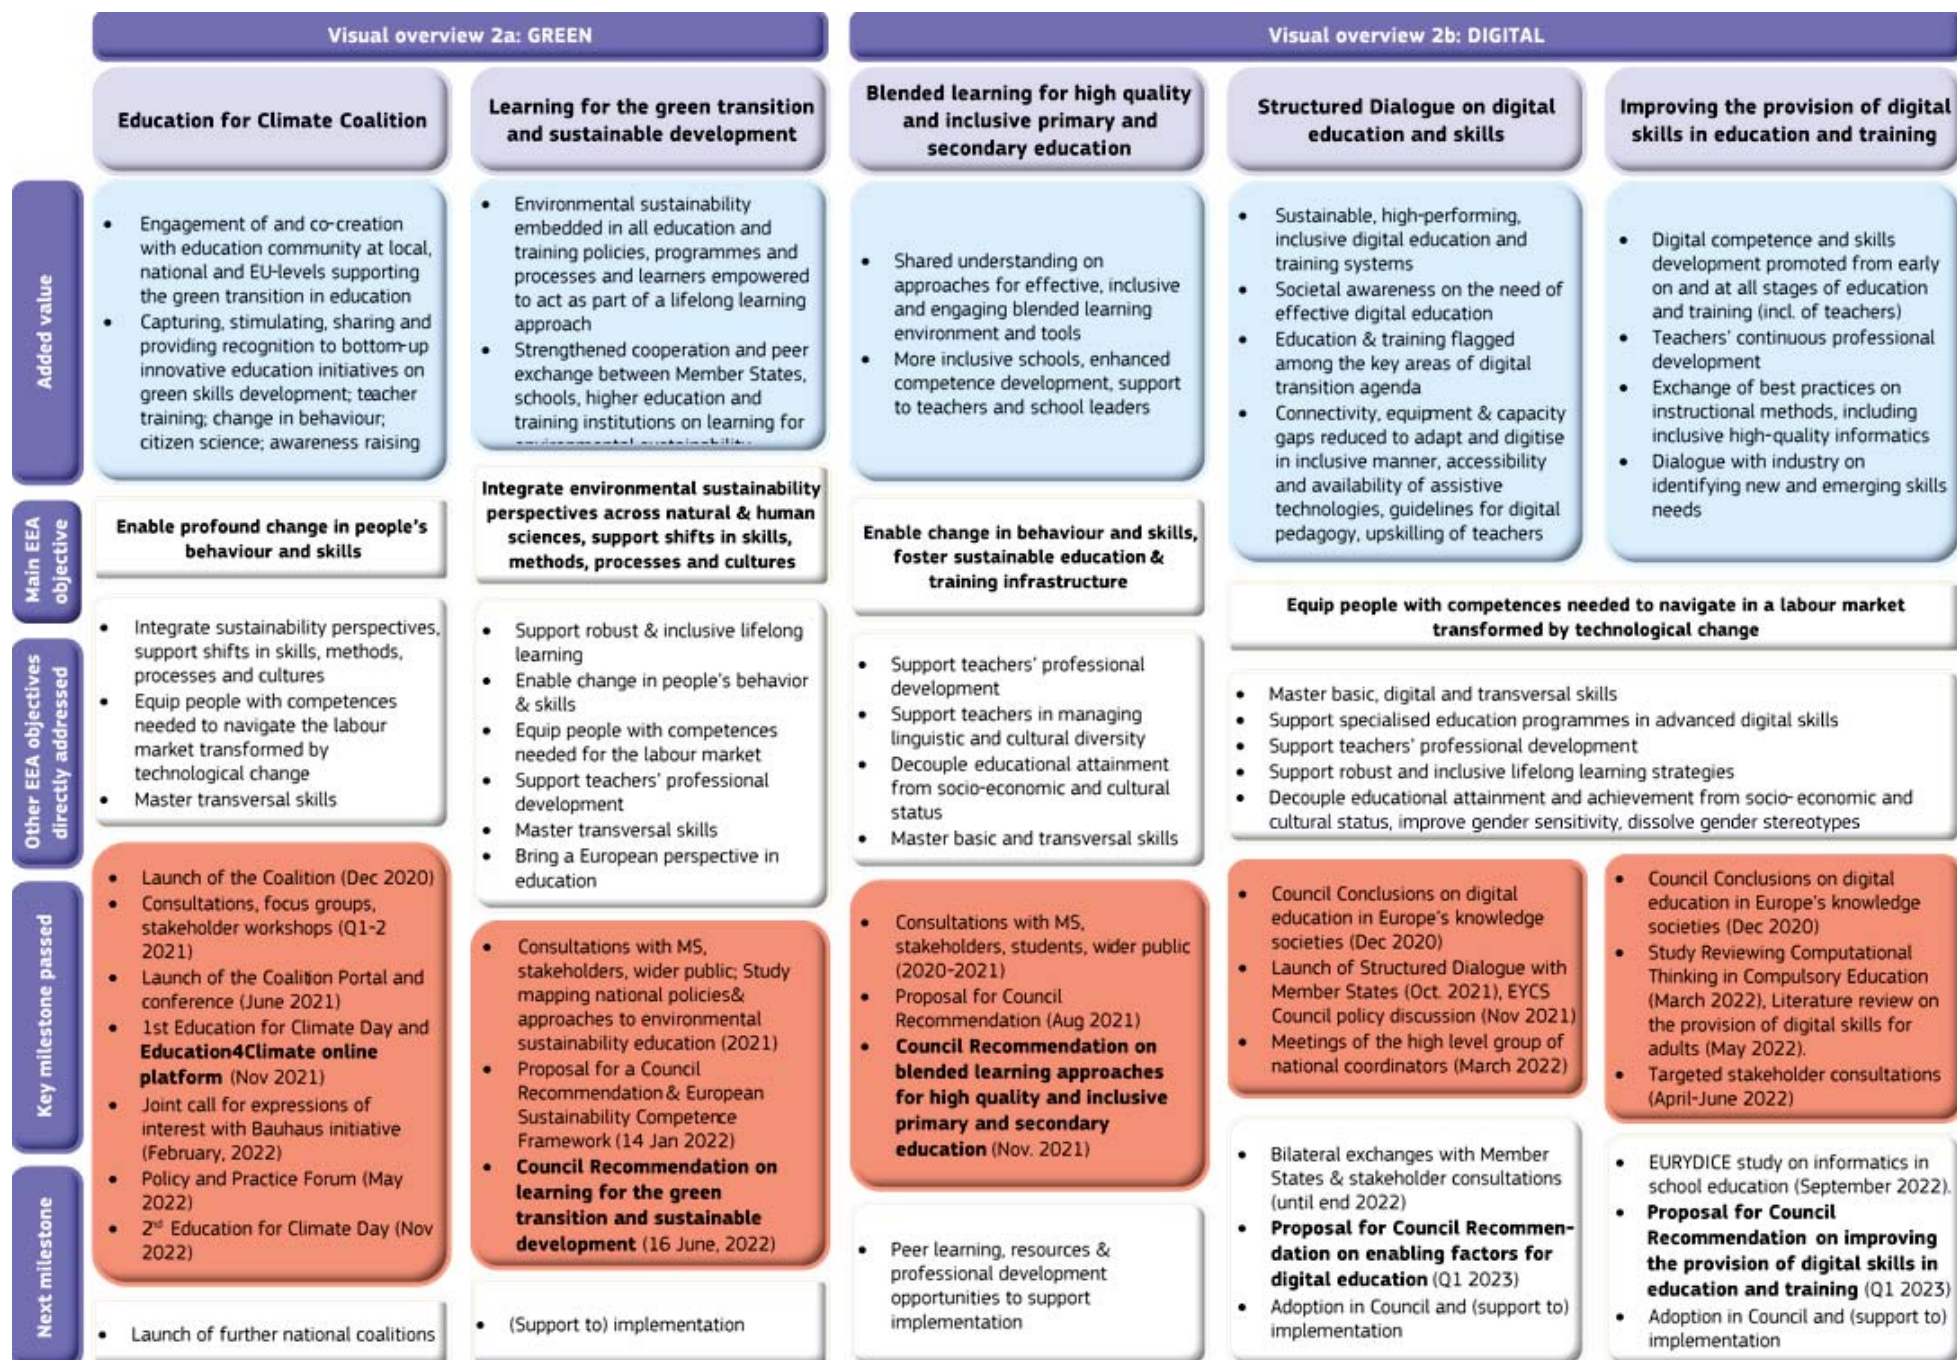 Visual overview 2a: GREEN
Visual overview 2b: DIGITAL
Education for Climate Coalition
Learning for the green transition
and sustainable development
Blended learning for high quality
and inclusive primary and
secondary education
Structured Dialogue on digital
education and skills
Improving the provision of digital
skills in education and training
Added value
• Engagement of and co-creation
with education community at local,
national and EU-levels supporting
the green transition in education
• Capturing, stimulating, sharing and
providing recognition to bottom-up
innovative education initiatives on
green skills development; teacher
training; change in behaviour;
citizen science; awareness raising
• Environmental sustainability
embedded in all education and
training policies, programmes and
processes and learners empowered
to act as part of a lifelong learning
approach
• Strengthened cooperation and peer
exchange between Member States,
schools, higher education and
training institutions on learning for
• Shared understanding on
approaches for effective, inclusive
and engaging blended learning
environment and tools
• More inclusive schools, enhanced
competence development, support
to teachers and school leaders
• Sustainable, high-performing,
inclusive digital education and
training systems
• Societal awareness on the need of
effective digital education
• Education & training flagged
among the key areas of digital
transition agenda
• Connectivity, equipment & capacity
gaps reduced to adapt and digitise
in inclusive manner, accessibility
and availability of assistive
technologies, guidelines for digital
pedagogy, upskilling of teachers
• Digital competence and skills
development promoted from early
on and at all stages of education
and training (incl. of teachers)
• Teachers' continuous professional
development
• Exchange of best practices on
instructional methods, including
inclusive high-quality informatics
• Dialogue with industry on
identifying new and emerging skills
needs
Main EEA
objective
Enable profound change in people's
behaviour and skills
Integrate environmental sustainability
perspectives across natural & human
sciences, support shifts in skills,
methods, processes and cultures
Enable change in behaviour and skills,
foster sustainable education &
training infrastructure
Equip people with competences needed to navigate in a labour market
transformed by technological change
Other EEA objectives
directly addressed
• Integrate sustainability perspectives,
support shifts in skills, methods,
processes and cultures
• Equip people with competences
needed to navigate the labour
market transformed by
technological change
• Master transversal skills
• Support robust & inclusive lifelong
learning
• Enable change in people's behavior
& skills
• Equip people with competences
needed for the labour market
• Support teachers' professional
development
• Master transversal skills
• Bring a European perspective in
education
• Support teachers' professional
development
• Support teachers in managing
linguistic and cultural diversity
• Decouple educational attainment
from socio-economic and cultural
status
• Master basic and transversal skills
• Master basic, digital and transversal skills
• Support specialised education programmes in advanced digital skills
• Support teachers' professional development
• Support robust and inclusive lifelong learning strategies
• Decouple educational attainment and achievement from socio-economic and
cultural status, improve gender sensitivity, dissolve gender stereotypes
Key milestone passed
• Launch of the Coalition (Dec 2020)
• Consultations, focus groups,
stakeholder workshops (Q1-2
2021)
• Launch of the Coalition Portal and
conference (June 2021)
• 1st Education for Climate Day and
Education4Climate online
platform (Nov 2021)
• Joint call for expressions of
interest with Bauhaus initiative
(February, 2022)
• Policy and Practice Forum (May
2022)
• 2nd Education for Climate Day (Nov
2022)
• Consultations with MS,
stakeholders, wider public; Study
mapping national policies&
approaches to environmental
sustainability education (2021)
• Proposal for a Council
Recommendation & European
Sustainability Competence
Framework (14 Jan 2022)
• Council Recommendation on
learning for the green
transition and sustainable
development (16 June, 2022)
• Consultations with MS,
stakeholders, students, wider public
(2020-2021)
• Proposal for Council
Recommendation (Aug 2021)
• Council Recommendation on
blended learning approaches
for high quality and inclusive
primary and secondary
education (Nov. 2021)
• Council Conclusions on digital
education in Europe's knowledge
societies (Dec 2020)
• Launch of Structured Dialogue with
Member States (Oct. 2021), EYCS
Council policy discussion (Nov 2021)
• Meetings of the high level group of
national coordinators (March 2022)
• Council Conclusions on digital
education in Europe's knowledge
societies (Dec 2020)
• Study Reviewing Computational
Thinking in Compulsory Education
(March 2022), Literature review on
the provision of digital skills for
adults (May 2022).
• Targeted stakeholder consultations
(April-June 2022)
Next milestone
• Launch of further national coalitions
• (Support to) implementation
• Peer learning, resources &
professional development
opportunities to support
implementation
• Bilateral exchanges with Member
States & stakeholder consultations
(until end 2022)
• Proposal for Council Recommen-
dation on enabling factors for
digital education (Q1 2023)
• Adoption in Council and (support to)
implementation
• EURYDICE study on informatics in
school education (September 2022).
• Proposal for Council
Recommendation on improving
the provision of digital skills in
education and training (Q1 2023)
• Adoption in Council and (support to)
implementation